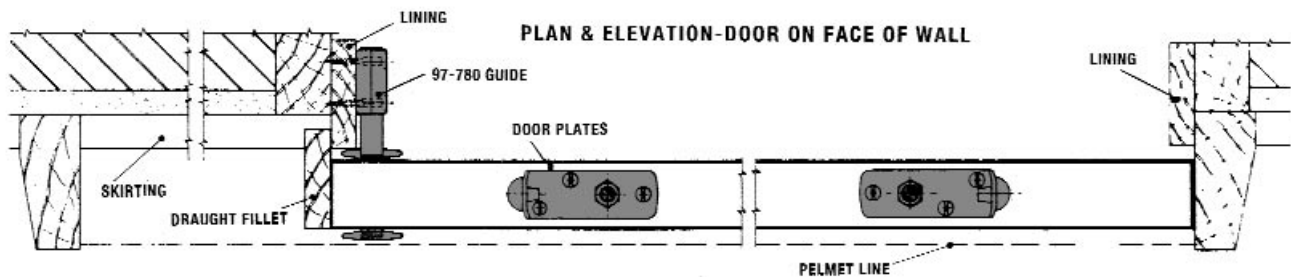 LINING
PLAN & ELEVATION-DOOR ON FACE OF WALL
LINING
97-780 GUIDE
DOOR PLATES
SKIRTING
DRAUGHT FILLET
PELMET LINE